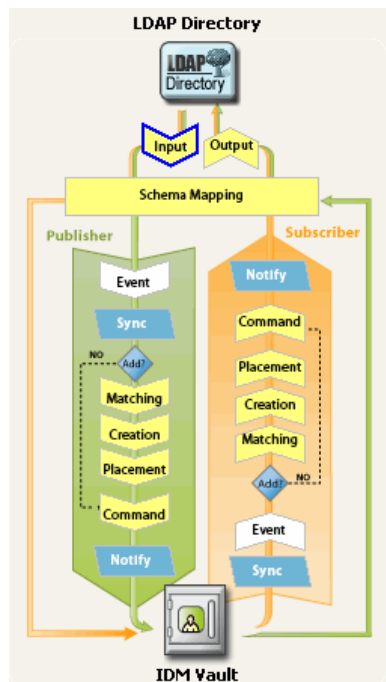 LDAP Directory
LDAP
Directory
Input
Output
Schema Mapping
Publisher
Subscriber
Event
Sync
NO
Add?
Matching
Creation
Placement
Command
Notify
Notify
Command
Placement
Creation
Matching
Add?
NO
Event
Sync
IDM Vault